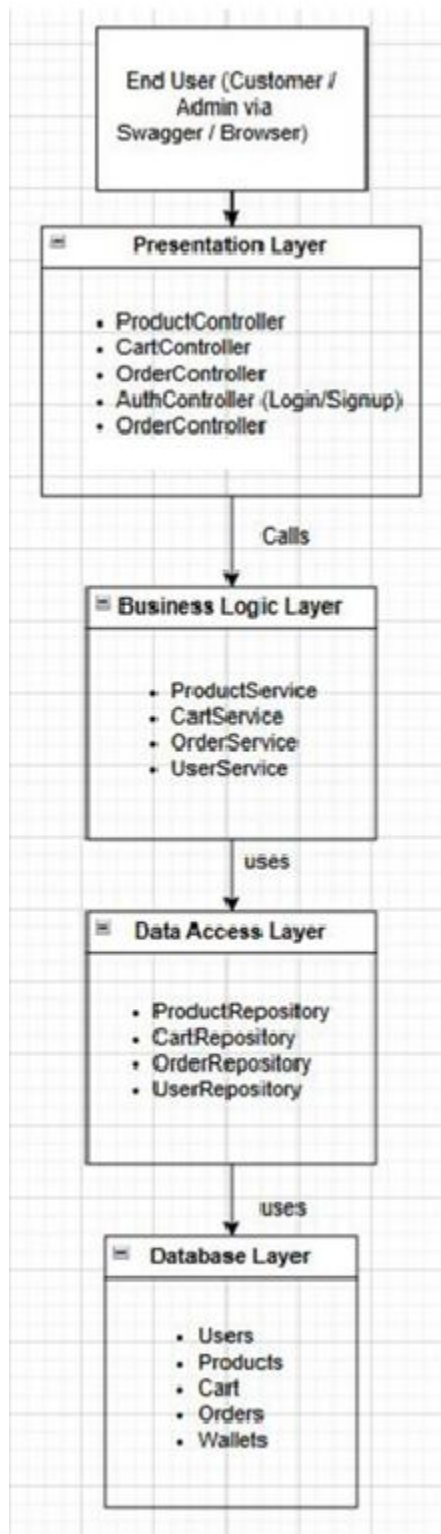 End User (Customer /
Admin via
Swagger / Browser)
Presentation Layer
ProductController
CartController
OrderController
AuthController (Login/Signup)
OrderController
Calls
Business Logic Layer
ProductService
CartService
OrderService
UserService
uses
Data Access Layer
ProductRepository
CartRepository
OrderRepository
UserRepository
uses
Database Layer
Users
Products
Cart
Orders
Wallets